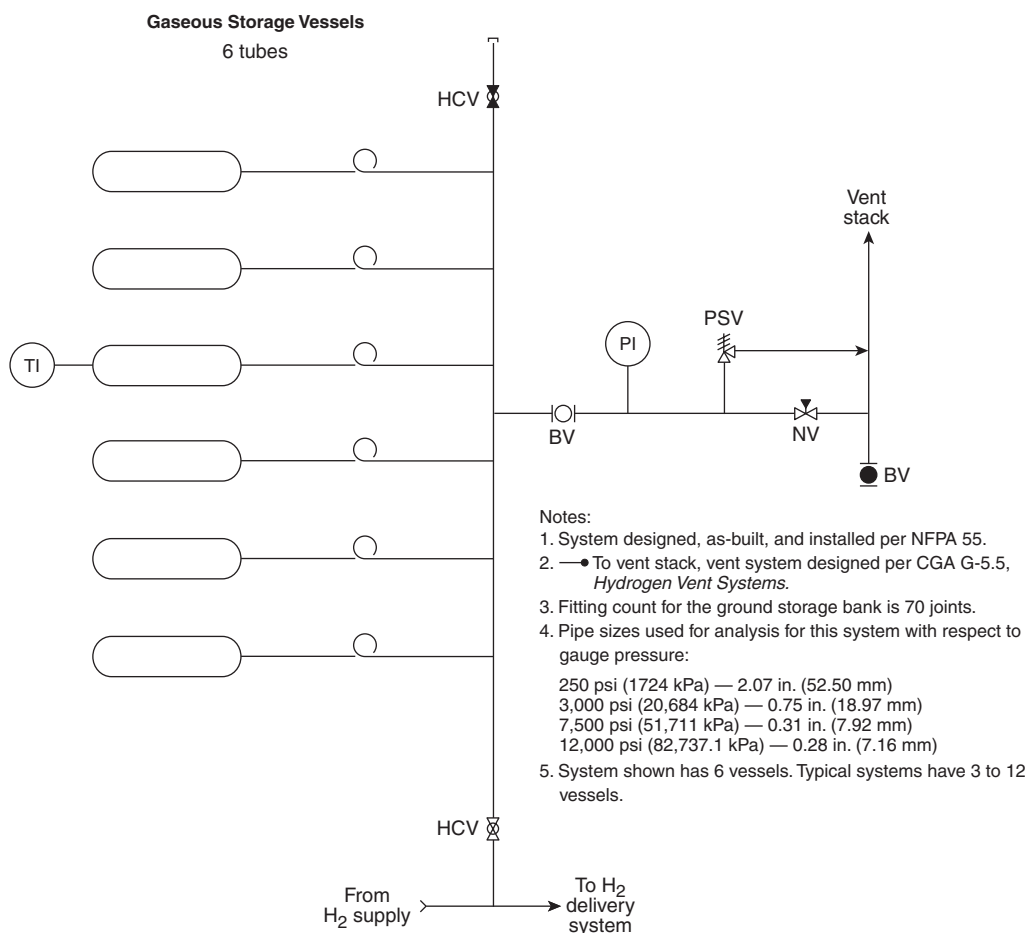 Gaseous Storage Vessels
6 tubes
HCV
Vent
stack
PSV
PI
TI
BV
NV
BV
Notes:
1. System designed, as-built, and installed per NFPA 55.
2. To vent stack, vent system designed per CGA G-5.5,
Hydrogen Vent Systems.
3. Fitting count for the ground storage bank is 70 joints.
4. Pipe sizes used for analysis for this system with respect to
gauge pressure:
250 psi (1724 kPa) — 2.07 in. (52.50 mm)
3,000 psi (20,684 kPa) — 0.75 in. (18.97 mm)
7,500 psi (51,711 kPa) — 0.31 in. (7.92 mm)
12,000 psi (82,737.1 kPa) — 0.28 in. (7.16 mm)
5. System shown has 6 vessels. Typical systems have 3 to 12
vessels.
HCV
From
H2 supply
To H2
delivery
system